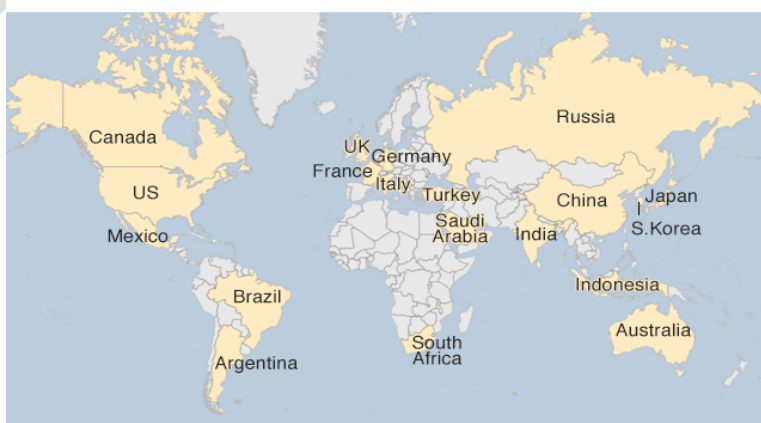 Russia
Canada
UK
Germany
France
Italy
US
Turkey
China
Japan
Saudi
Arabia
India
S.Korea
Mexico
Indonesia
Brazil
Australia
South
Africa
Argentina